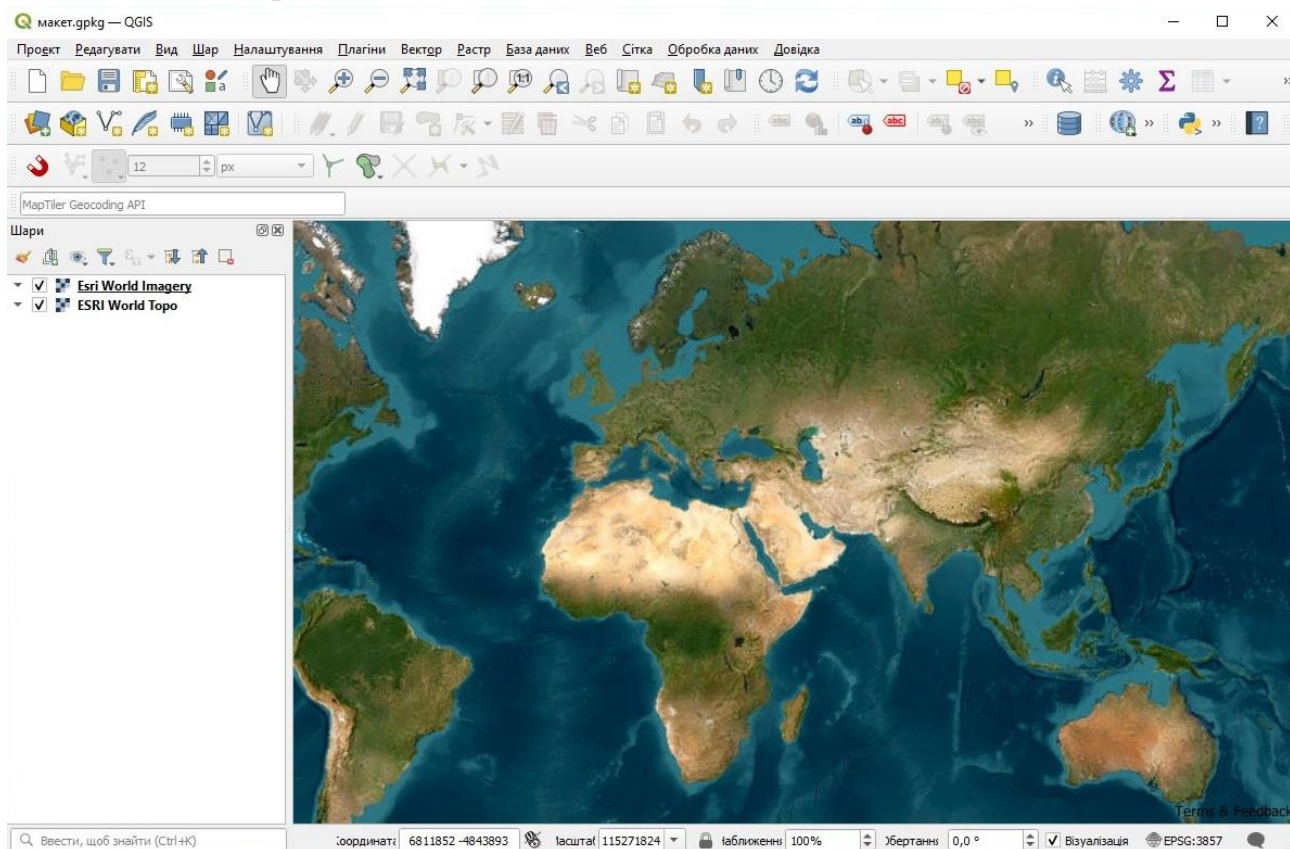 макет.gpkg — QGIS
Проект Редагувати Вид Шар Налаштування Плагіни Вектор Растр База даних Веб Сітка Обробка даних Довідка
12 px
MapTiler Geocoding API
Шари
Esri World Imagery
ESRI World Topo
Terms & Feedback
Ввести, щоб знайти (Ctrl+K) 6811852 -4843893 115271824 100% 0,0 ° Візуалізація EPSG:3857